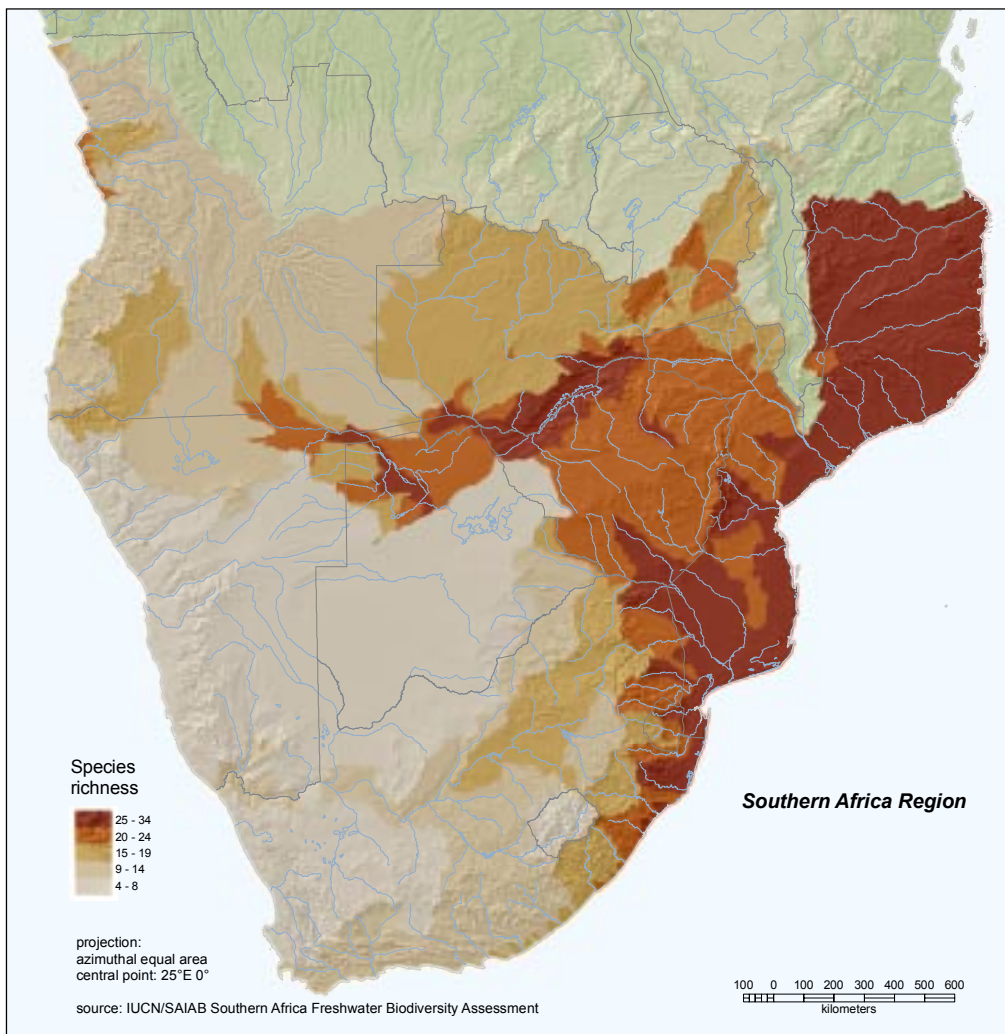 Species
richness
25 - 34
20 - 24
15 - 19
9 - 14
4 - 8
Southern Africa Region
projection:
azimuthal equal area
central point: 25°E 0°
source: IUCN/SAIAB Southern Africa Freshwater Biodiversity Assessment
100 0 100 200 300 400 500 600
kilometers